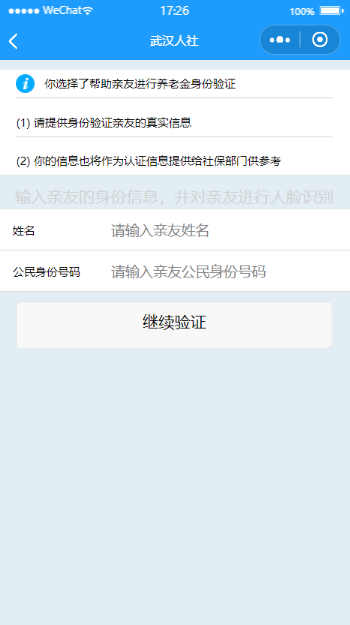 WeChat 17:26 100%
武汉人社
你选择了帮助亲友进行养老金身份验证
(1) 请提供身份验证亲友的真实信息
(2) 你的信息也将作为认证信息提供给社保部门供参考
输入亲友的身份信息，并对亲友进行人脸识别
姓名 请输入亲友姓名
公民身份号码 请输入亲友公民身份号码
继续验证